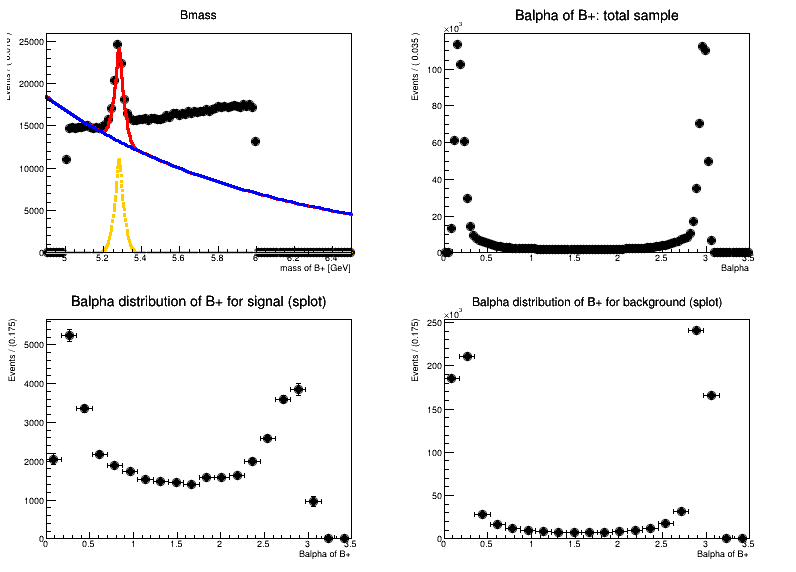 Bmass
25000
20000
15000
10000
5000
0
5 5.2 5.4 5.6 5.8 6 6.4
mass of B+ [GeV]
Balpha of B+: total sample
×10³
Events / ( 0.035 )
120
100
80
60
40
20
0
0 0.5 1 1.5 2 2.5 3 3.5
Balpha
Balpha distribution of B+ for signal (splot)
Events / (0.175)
5000
4000
3000
2000
1000
0
0 0.5 1 1.5 2 2.5 3 3.5
Balpha of B+
Balpha distribution of B+ for background (splot)
×10³
Events / (0.175)
250
200
150
100
50
0
0 0.5 1 1.5 2 2.5 3 3.5
Balpha of B+